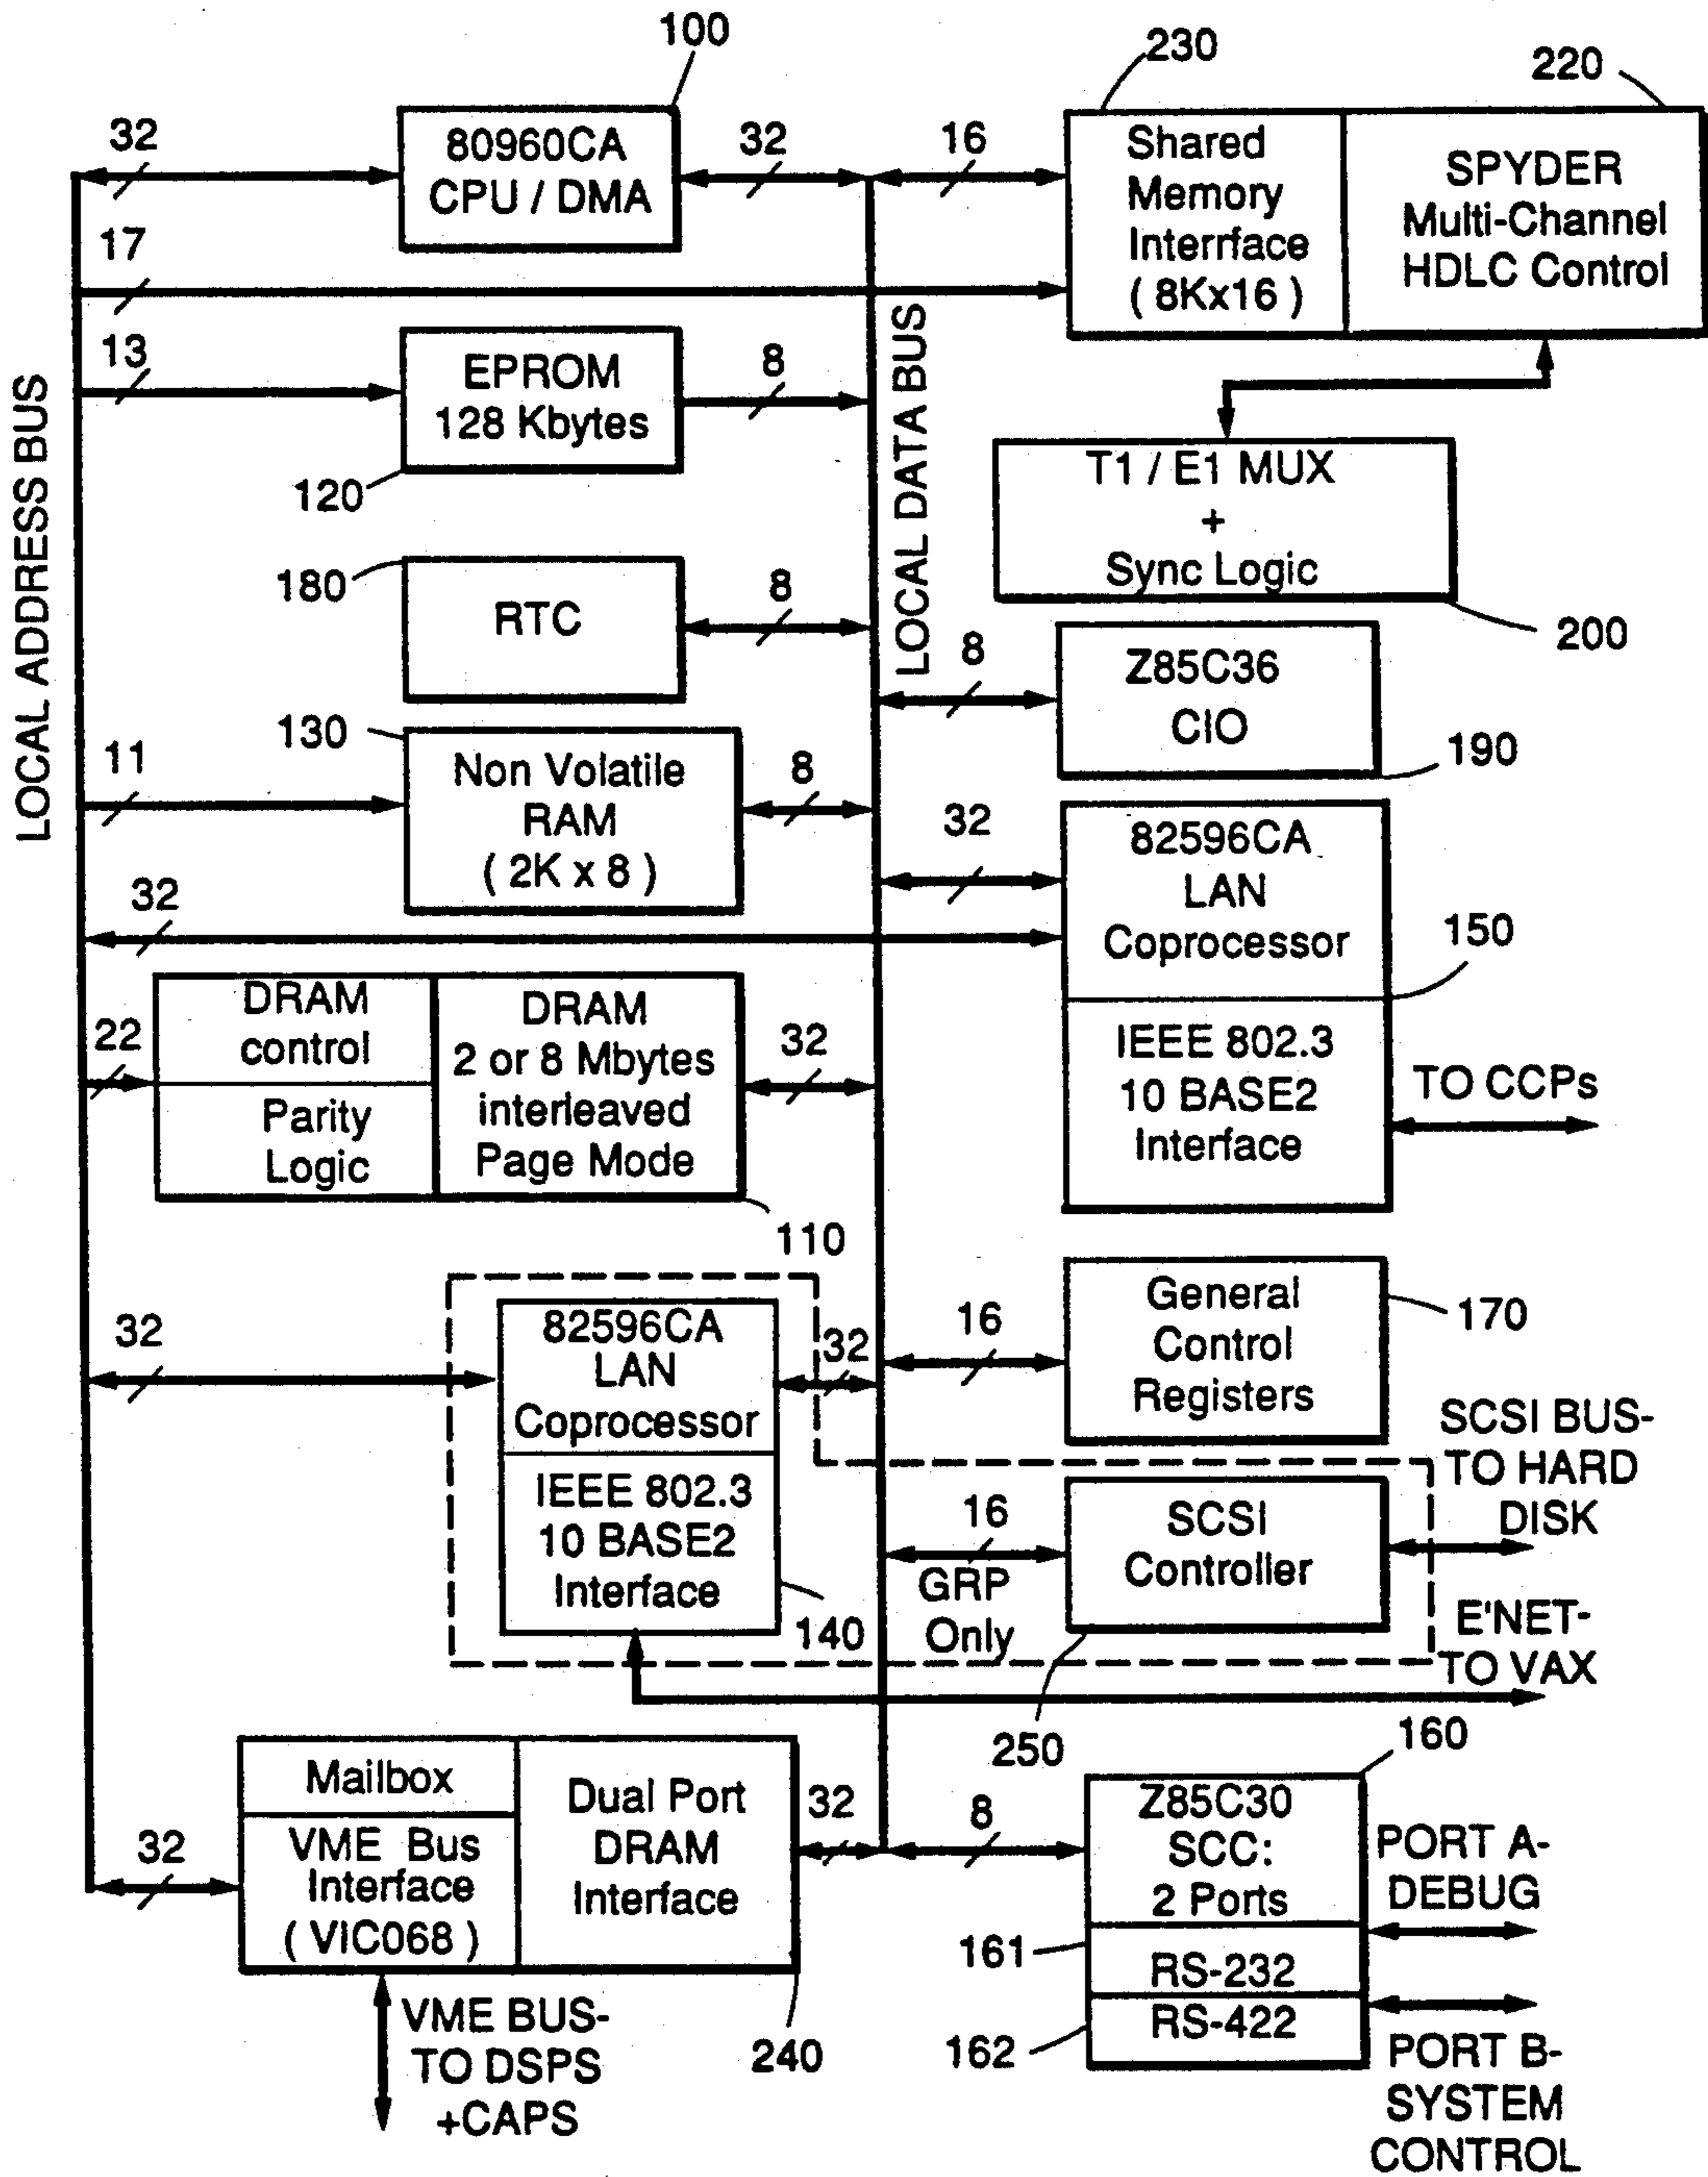 100
230
220
32
80960CA
CPU / DMA
32
16
Shared
Memory
Interrface
( 8Kx16 )
SPYDER
Multi-Channel
HDLC Control
17
13
EPROM
128 Kbytes
8
120
LOCAL ADDRESS BUS
LOCAL DATA BUS
T1 / E1 MUX
+
Sync Logic
200
180
RTC
8
8
Z85C36
CIO
190
130
11
Non Volatile
RAM
( 2K x 8 )
8
32
32
82596CA
LAN
Coprocessor
150
IEEE 802.3
10 BASE2
Interface
TO CCPs
22
DRAM
control
Parity
Logic
DRAM
2 or 8 Mbytes
interleaved
Page Mode
32
110
32
82596CA
LAN
Coprocessor
32
IEEE 802.3
10 BASE2
Interface
140
16
General
Control
Registers
170
SCSI BUS-
TO HARD
DISK
16
GRP
Only
SCSI
Controller
250
E'NET-
TO VAX
160
Mailbox
VME Bus
Interface
( VIC068 )
Dual Port
DRAM
Interface
32
32
240
VME BUS-
TO DSPS
+CAPS
8
Z85C30
SCC:
2 Ports
161
RS-232
162
RS-422
PORT A-
DEBUG
PORT B-
SYSTEM
CONTROL